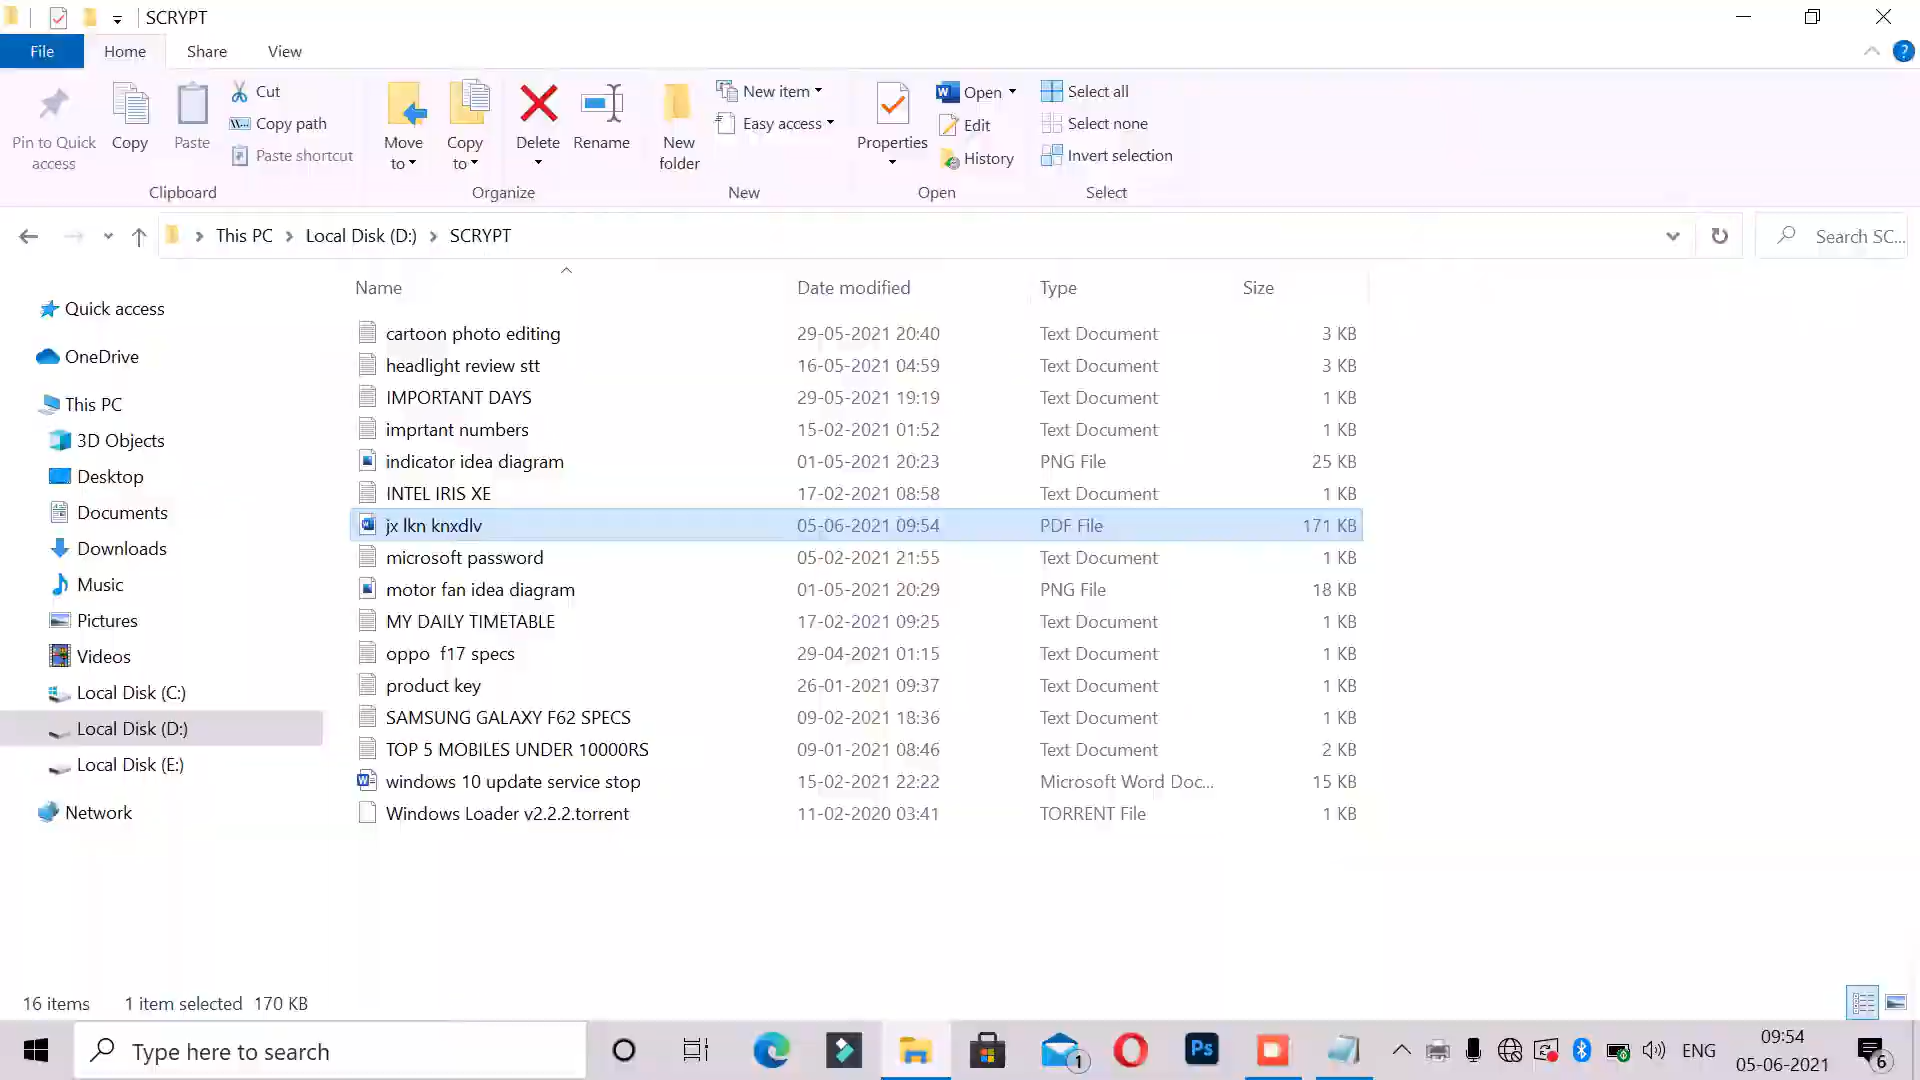 SCRYPT
File Home Share View
Pin to Quick access
Copy
Paste
Cut
Copy path
Paste shortcut
Clipboard
Move to
Copy to
Delete
Rename
Organize
New folder
New item
Easy access
New
Properties
Open
Edit
History
Open
Select all
Select none
Invert selection
Select
This PC Local Disk (D:) SCRYPT
Search SC...
Name Date modified Type Size
Quick access
OneDrive
This PC
3D Objects
Desktop
Documents
Downloads
Music
Pictures
Videos
Local Disk (C:)
Local Disk (D:)
Local Disk (E:)
Network
cartoon photo editing 29-05-2021 20:40 Text Document 3 KB
headlight review stt 16-05-2021 04:59 Text Document 3 KB
IMPORTANT DAYS 29-05-2021 19:19 Text Document 1 KB
imprtant numbers 15-02-2021 01:52 Text Document 1 KB
indicator idea diagram 01-05-2021 20:23 PNG File 25 KB
INTEL IRIS XE 17-02-2021 08:58 Text Document 1 KB
jx lkn knxdlv 05-06-2021 09:54 PDF File 171 KB
microsoft password 05-02-2021 21:55 Text Document 1 KB
motor fan idea diagram 01-05-2021 20:29 PNG File 18 KB
MY DAILY TIMETABLE 17-02-2021 09:25 Text Document 1 KB
oppo f17 specs 29-04-2021 01:15 Text Document 1 KB
product key 26-01-2021 09:37 Text Document 1 KB
SAMSUNG GALAXY F62 SPECS 09-02-2021 18:36 Text Document 1 KB
TOP 5 MOBILES UNDER 10000RS 09-01-2021 08:46 Text Document 2 KB
windows 10 update service stop 15-02-2021 22:22 Microsoft Word Doc... 15 KB
Windows Loader v2.2.2.torrent 11-02-2020 03:41 TORRENT File 1 KB
16 items 1 item selected 170 KB
Type here to search
1
Ps
ENG
09:54
05-06-2021
6